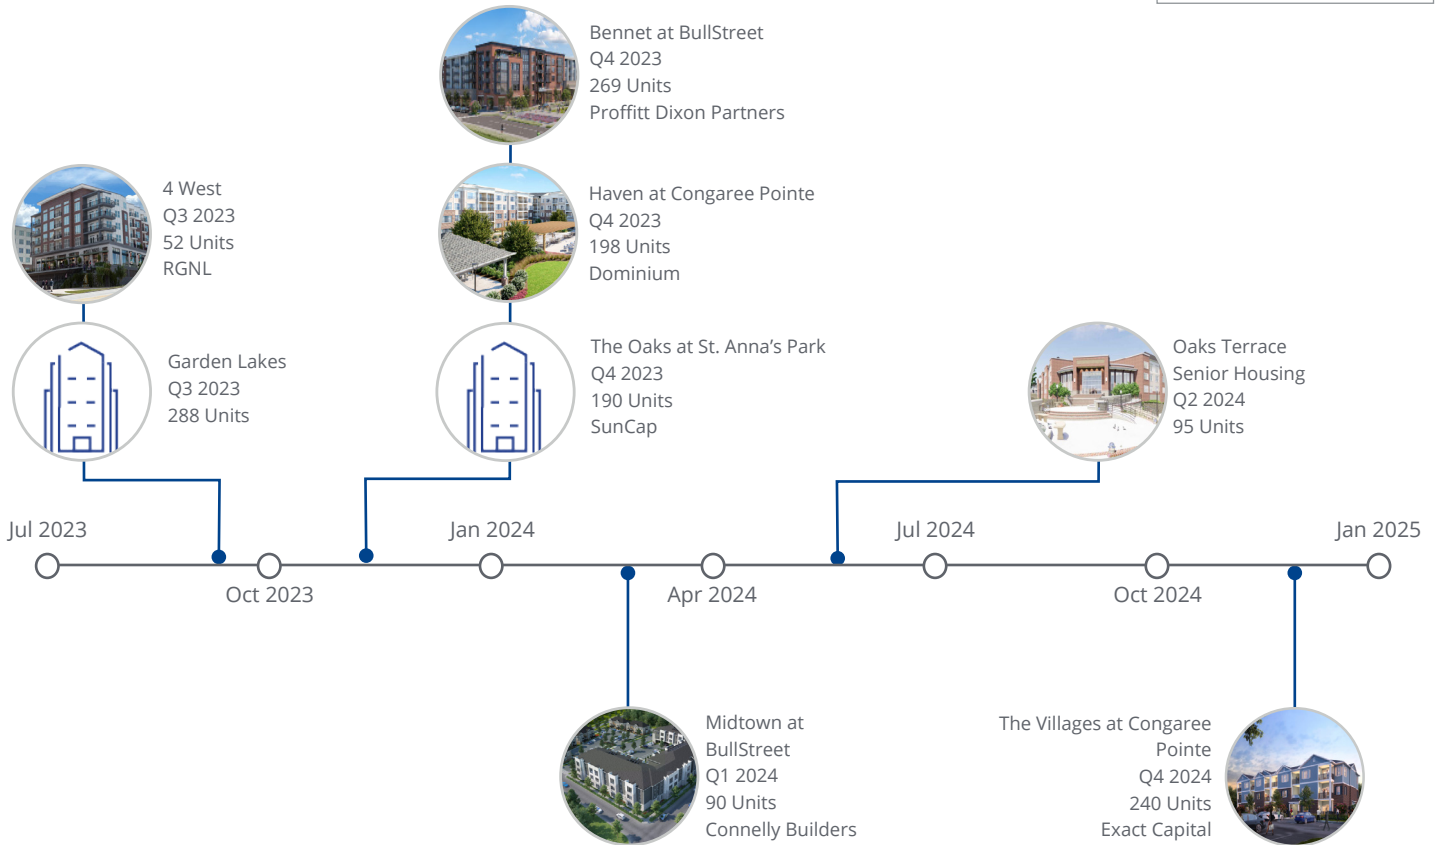 Bennet at BullStreet
Q4 2023
269 Units
Proffitt Dixon Partners
4 West
Q3 2023
52 Units
RGNL
Haven at Congaree Pointe
Q4 2023
198 Units
Dominium
Garden Lakes
Q3 2023
288 Units
The Oaks at St. Anna’s Park
Q4 2023
190 Units
SunCap
Oaks Terrace
Senior Housing
Q2 2024
95 Units
Jul 2023
Oct 2023
Jan 2024
Apr 2024
Jul 2024
Oct 2024
Jan 2025
Midtown at
BullStreet
Q1 2024
90 Units
Connelly Builders
The Villages at Congaree
Pointe
Q4 2024
240 Units
Exact Capital